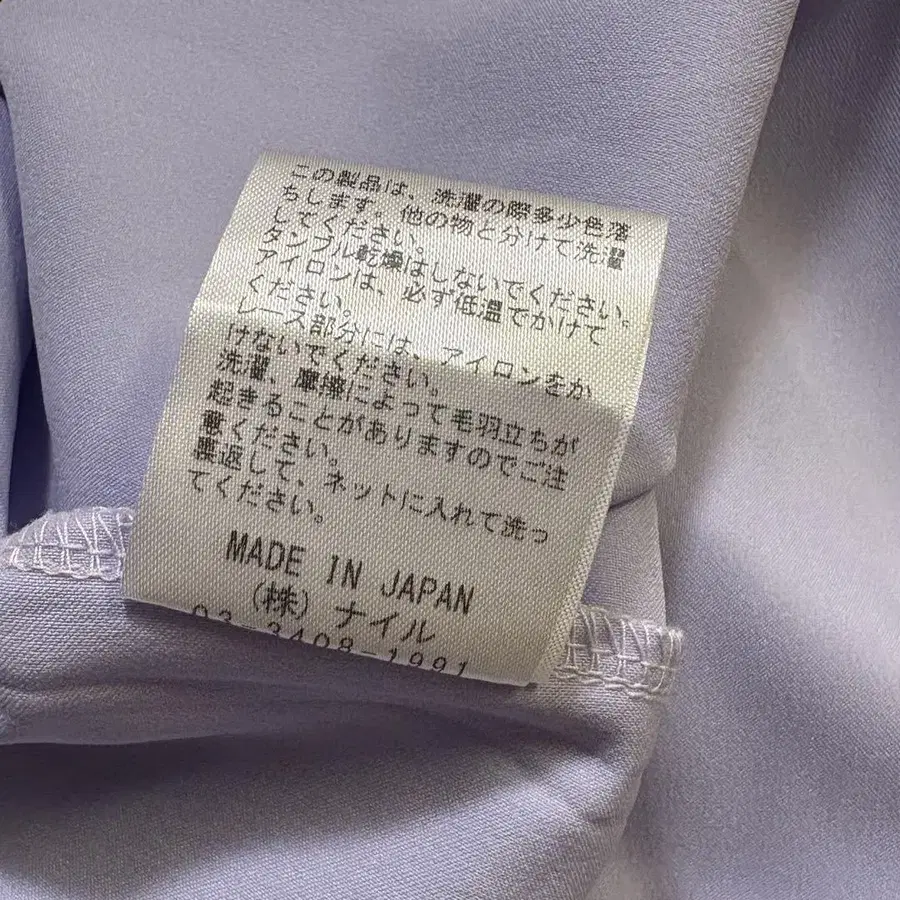 この製品は、洗濯の際多少色落
ちします。他の物と分けて洗濯
してください。
タンブル乾燥はしないでください。
アイロンは、必ず低温でかけて
ください。
レース部分には、アイロンをか
けないでください。
洗濯、摩擦によって毛羽立ちが
起きることがありますのでご注
意ください。
裏返して、ネットに入れて洗っ
てください。
MADE IN JAPAN
(株) ナイル
03-3408-1991